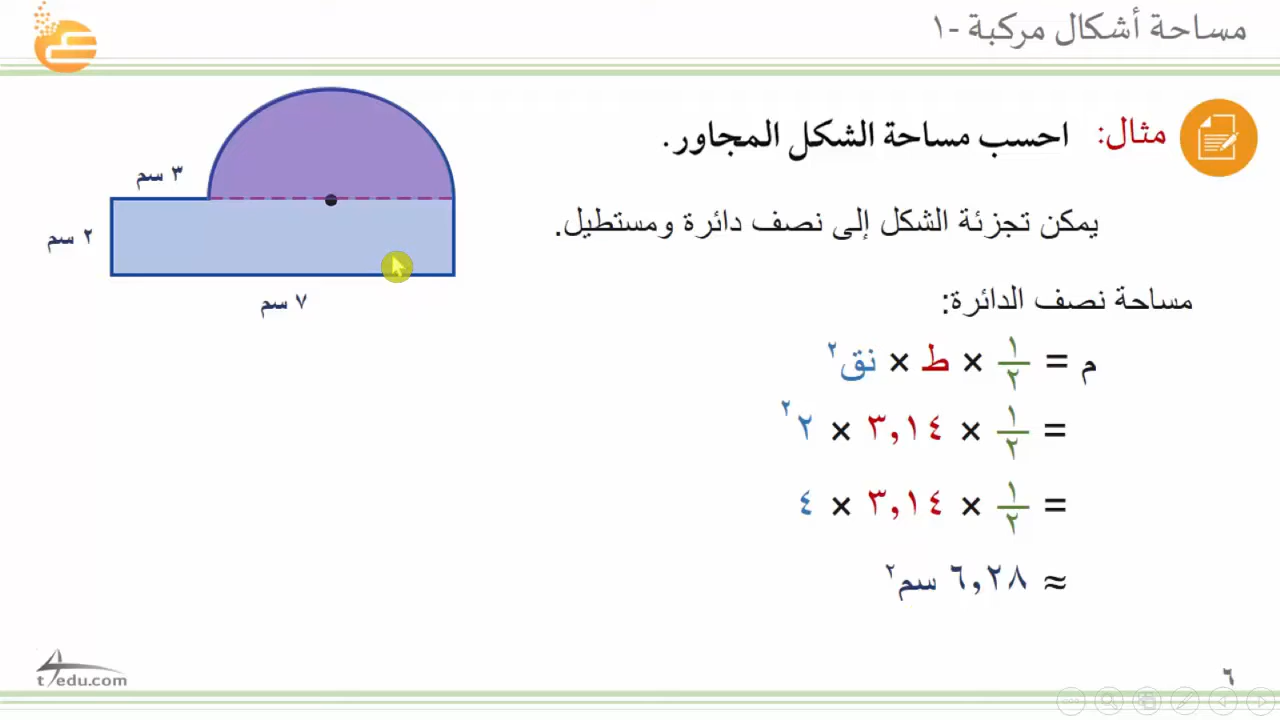 مساحة أشكال مركبة -١
مثال: احسب مساحة الشكل المجاور.
يمكن تجزئة الشكل إلى نصف دائرة ومستطيل.
٣ سم
٢ سم
٧ سم
مساحة نصف الدائرة:
م = ١/٢ × ط × نق٢
= ١/٢ × ٣,١٤ × ٢٢
= ١/٢ × ٣,١٤ × ٤
≈ ٦,٢٨ سم٢
t4edu.com
٦